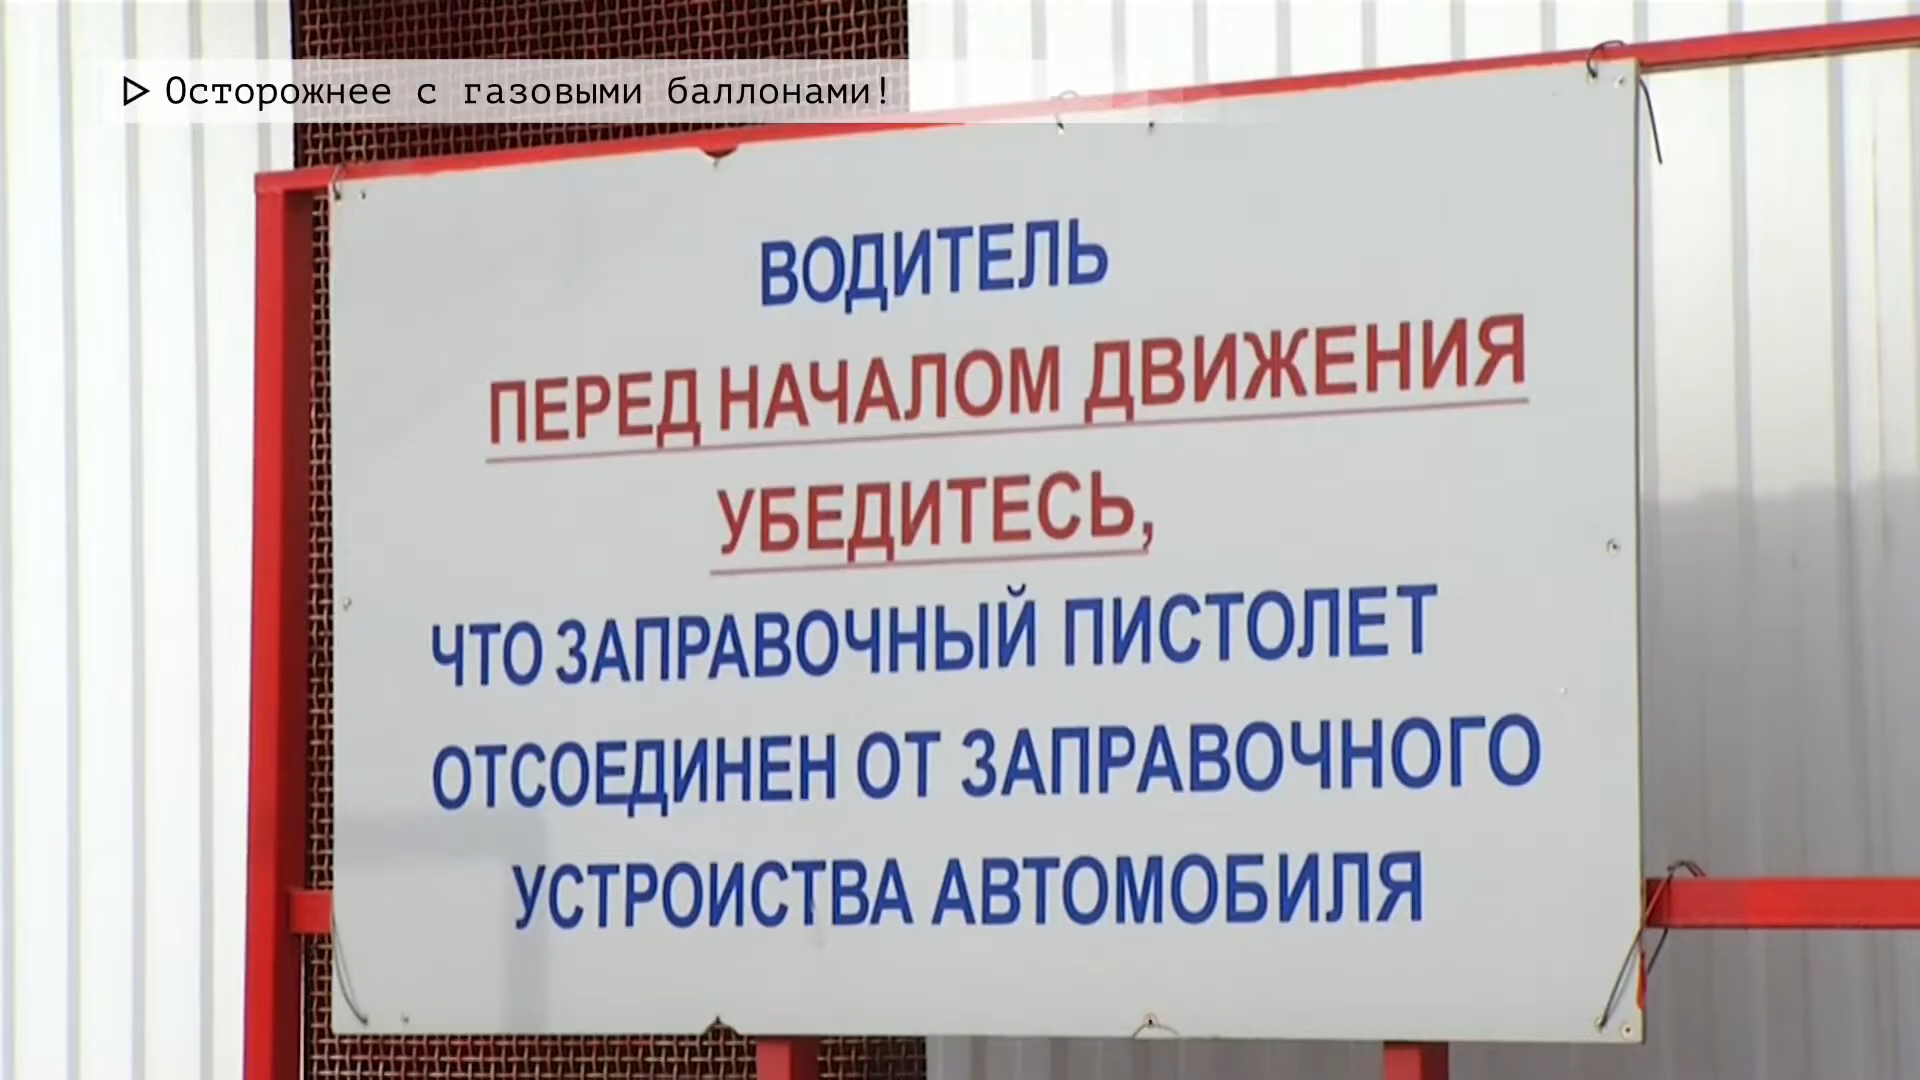 Осторожнее с газовыми баллонами!
ВОДИТЕЛЬ
ПЕРЕД НАЧАЛОМ ДВИЖЕНИЯ
УБЕДИТЕСЬ,
ЧТО ЗАПРАВОЧНЫЙ ПИСТОЛЕТ
ОТСОЕДИНЕН ОТ ЗАПРАВОЧНОГО
УСТРОИСТВА АВТОМОБИЛЯ